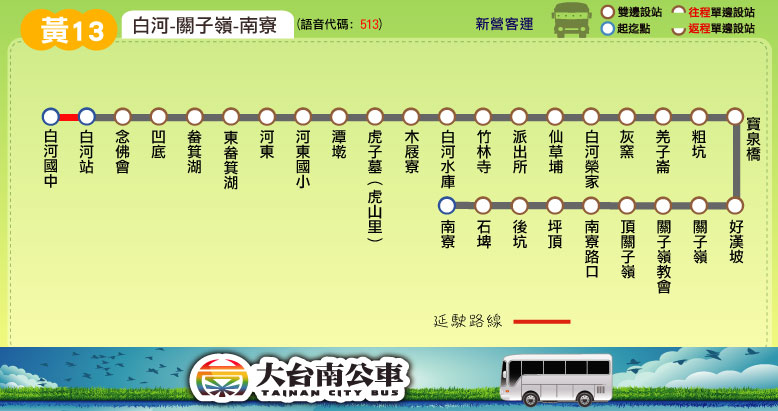 黃13
白河-關子嶺-南寮
(語音代碼：513)
新營客運
雙邊設站
往程單邊設站
起迄點
返程單邊設站
白河國中
白河站
念佛會
凹底
畚箕湖
東畚箕湖
河東
河東國小
潭墘
虎子墓(虎山里)
木屐寮
白河水庫
竹林寺
派出所
仙草埔
白河榮家
灰窯
羌子崙
粗坑
寶泉橋
好漢坡
關子嶺
關子嶺教會
頂關子嶺
南寮路口
坪頂
後坑
石埤
南寮
延駛路線
大台南公車
TAINAN CITY BUS